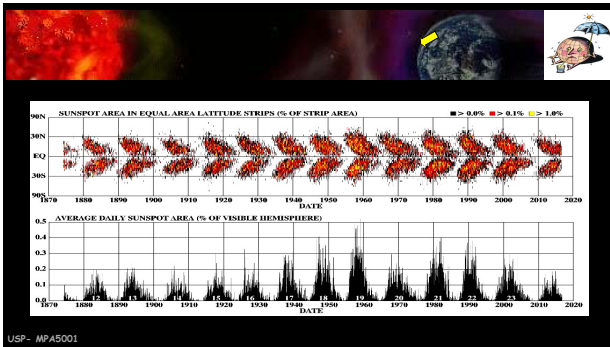 SUNSPOT AREA IN EQUAL AREA LATITUDE STRIPS (% OF STRIP AREA) > 0.0% > 0.1% > 1.0%
90N
30N
EQ
30S
90S
1870 1880 1890 1900 1910 1920 1930 1940 1950 1960 1970 1980 1990 2000 2010 2020
DATE
AVERAGE DAILY SUNSPOT AREA (% OF VISIBLE HEMISPHERE)
0.5
0.4
0.3
0.2
0.1
0.0
12 13 14 15 16 17 18 19 20 21 22 23
1870 1880 1890 1900 1910 1920 1930 1940 1950 1960 1970 1980 1990 2000 2010 2020
DATE
USP- MPA5001